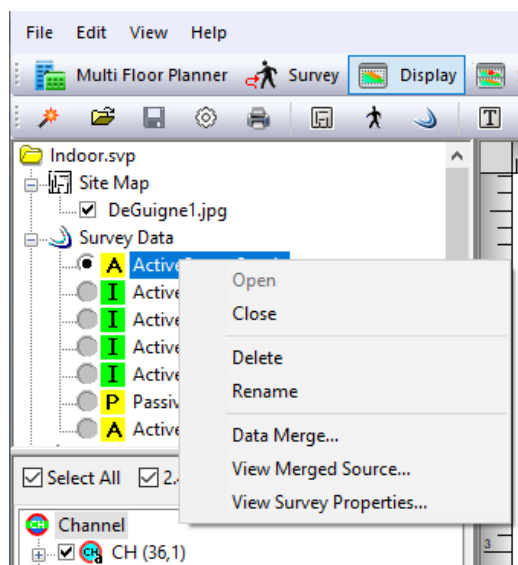 File Edit View Help
Multi Floor Planner Survey Display
T
Indoor.svp
Site Map
DeGuigne1.jpg
Survey Data
A
I Active
I Active
I Active
I Active
P
A Active
Open
Close
Delete
Rename
Data Merge...
View Merged Source...
View Survey Properties...
Select All
Channel
CH (36,1)
3